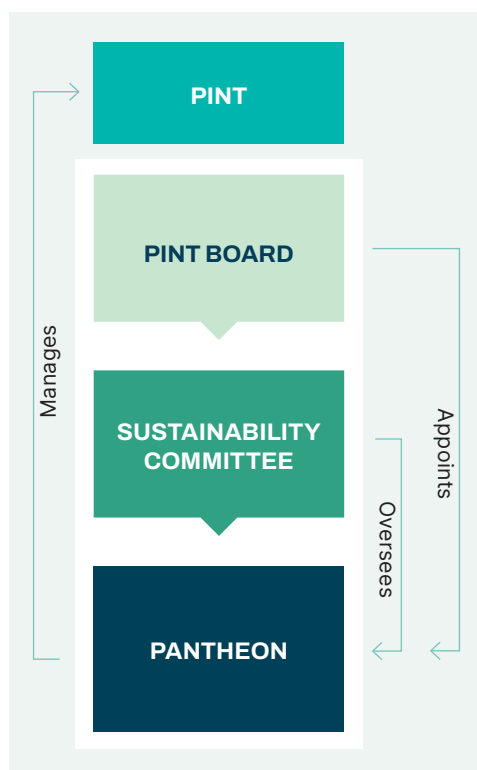 PINT
PINT BOARD
SUSTAINABILITY
COMMITTEE
PANTHEON
Manages
Oversees
Appoints